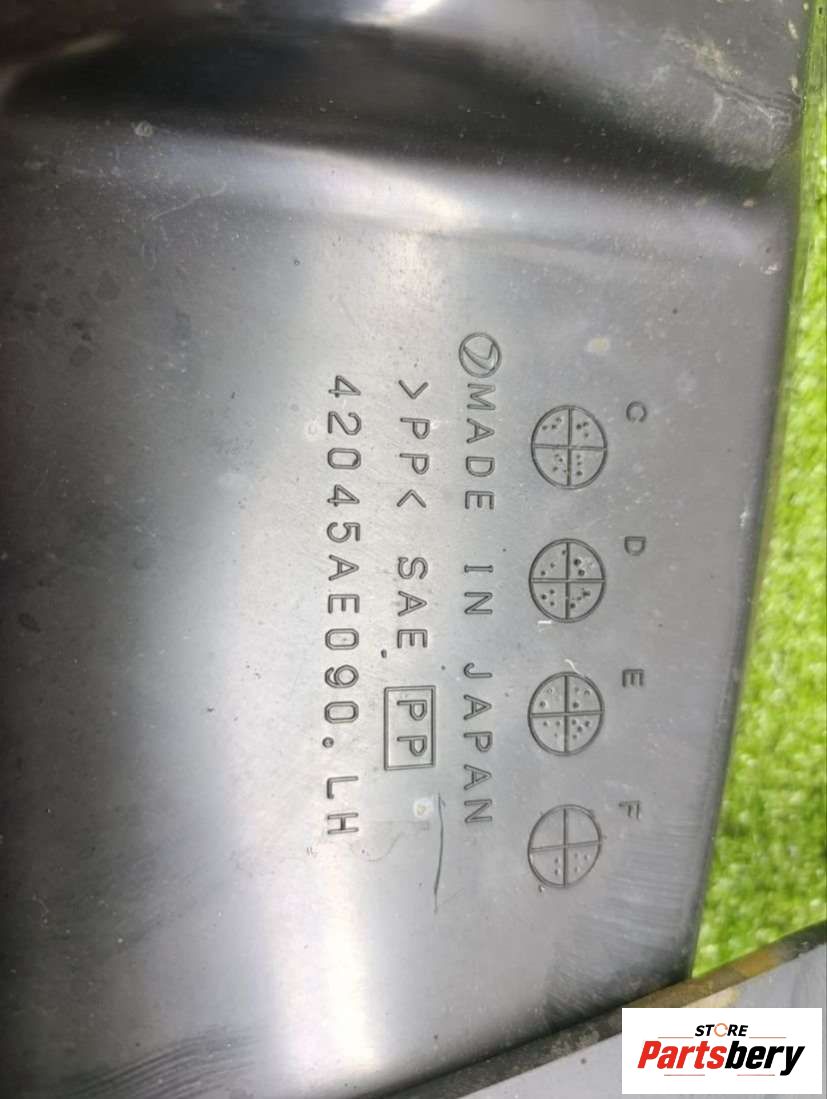 C D E F
MADE IN JAPAN
>PP< SAE PP
42045AE090.LH
STORE
Partsbery